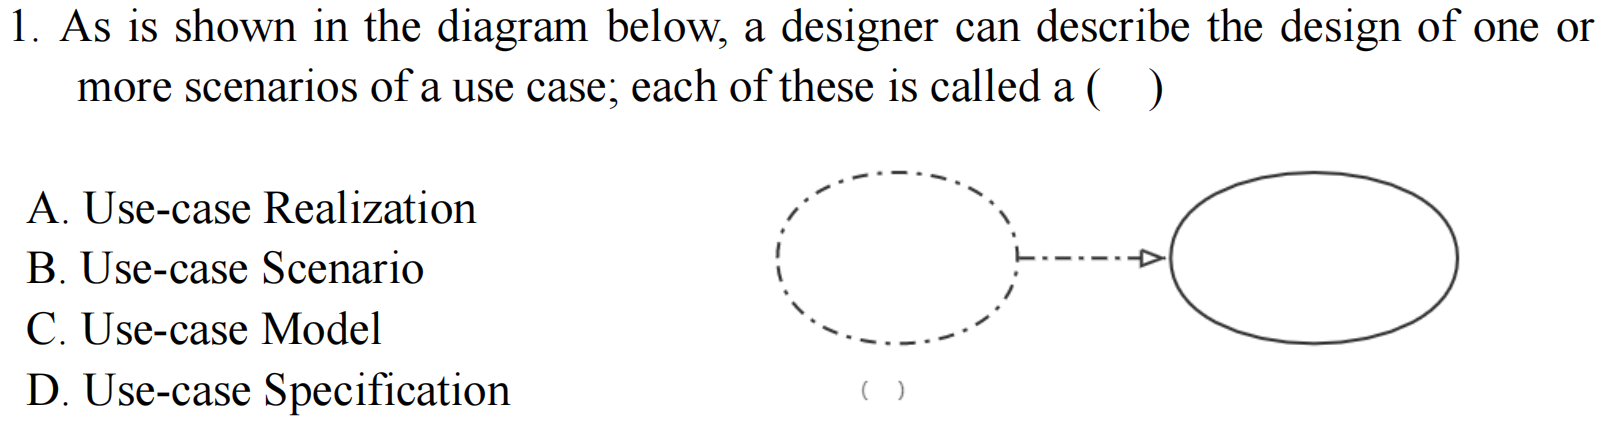 1. As is shown in the diagram below, a designer can describe the design of one or
more scenarios of a use case; each of these is called a (   )
A. Use-case Realization
B. Use-case Scenario
C. Use-case Model
D. Use-case Specification
(   )